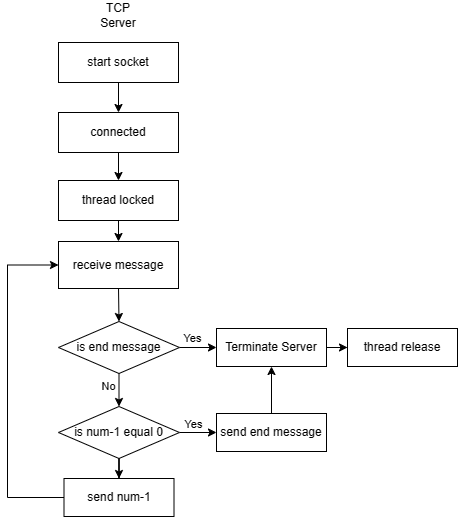 TCP
Server
start socket
connected
thread locked
receive message
is end message
Yes
Terminate Server
thread release
No
is num-1 equal 0
Yes
send end message
send num-1